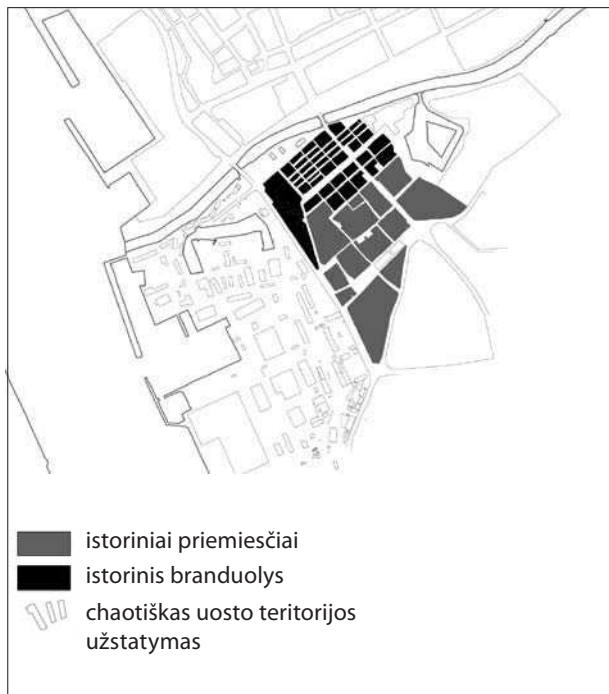 istoriniai priemiesčiai
istorinis branduolys
chaotiškas uosto teritorijos
užstatymas